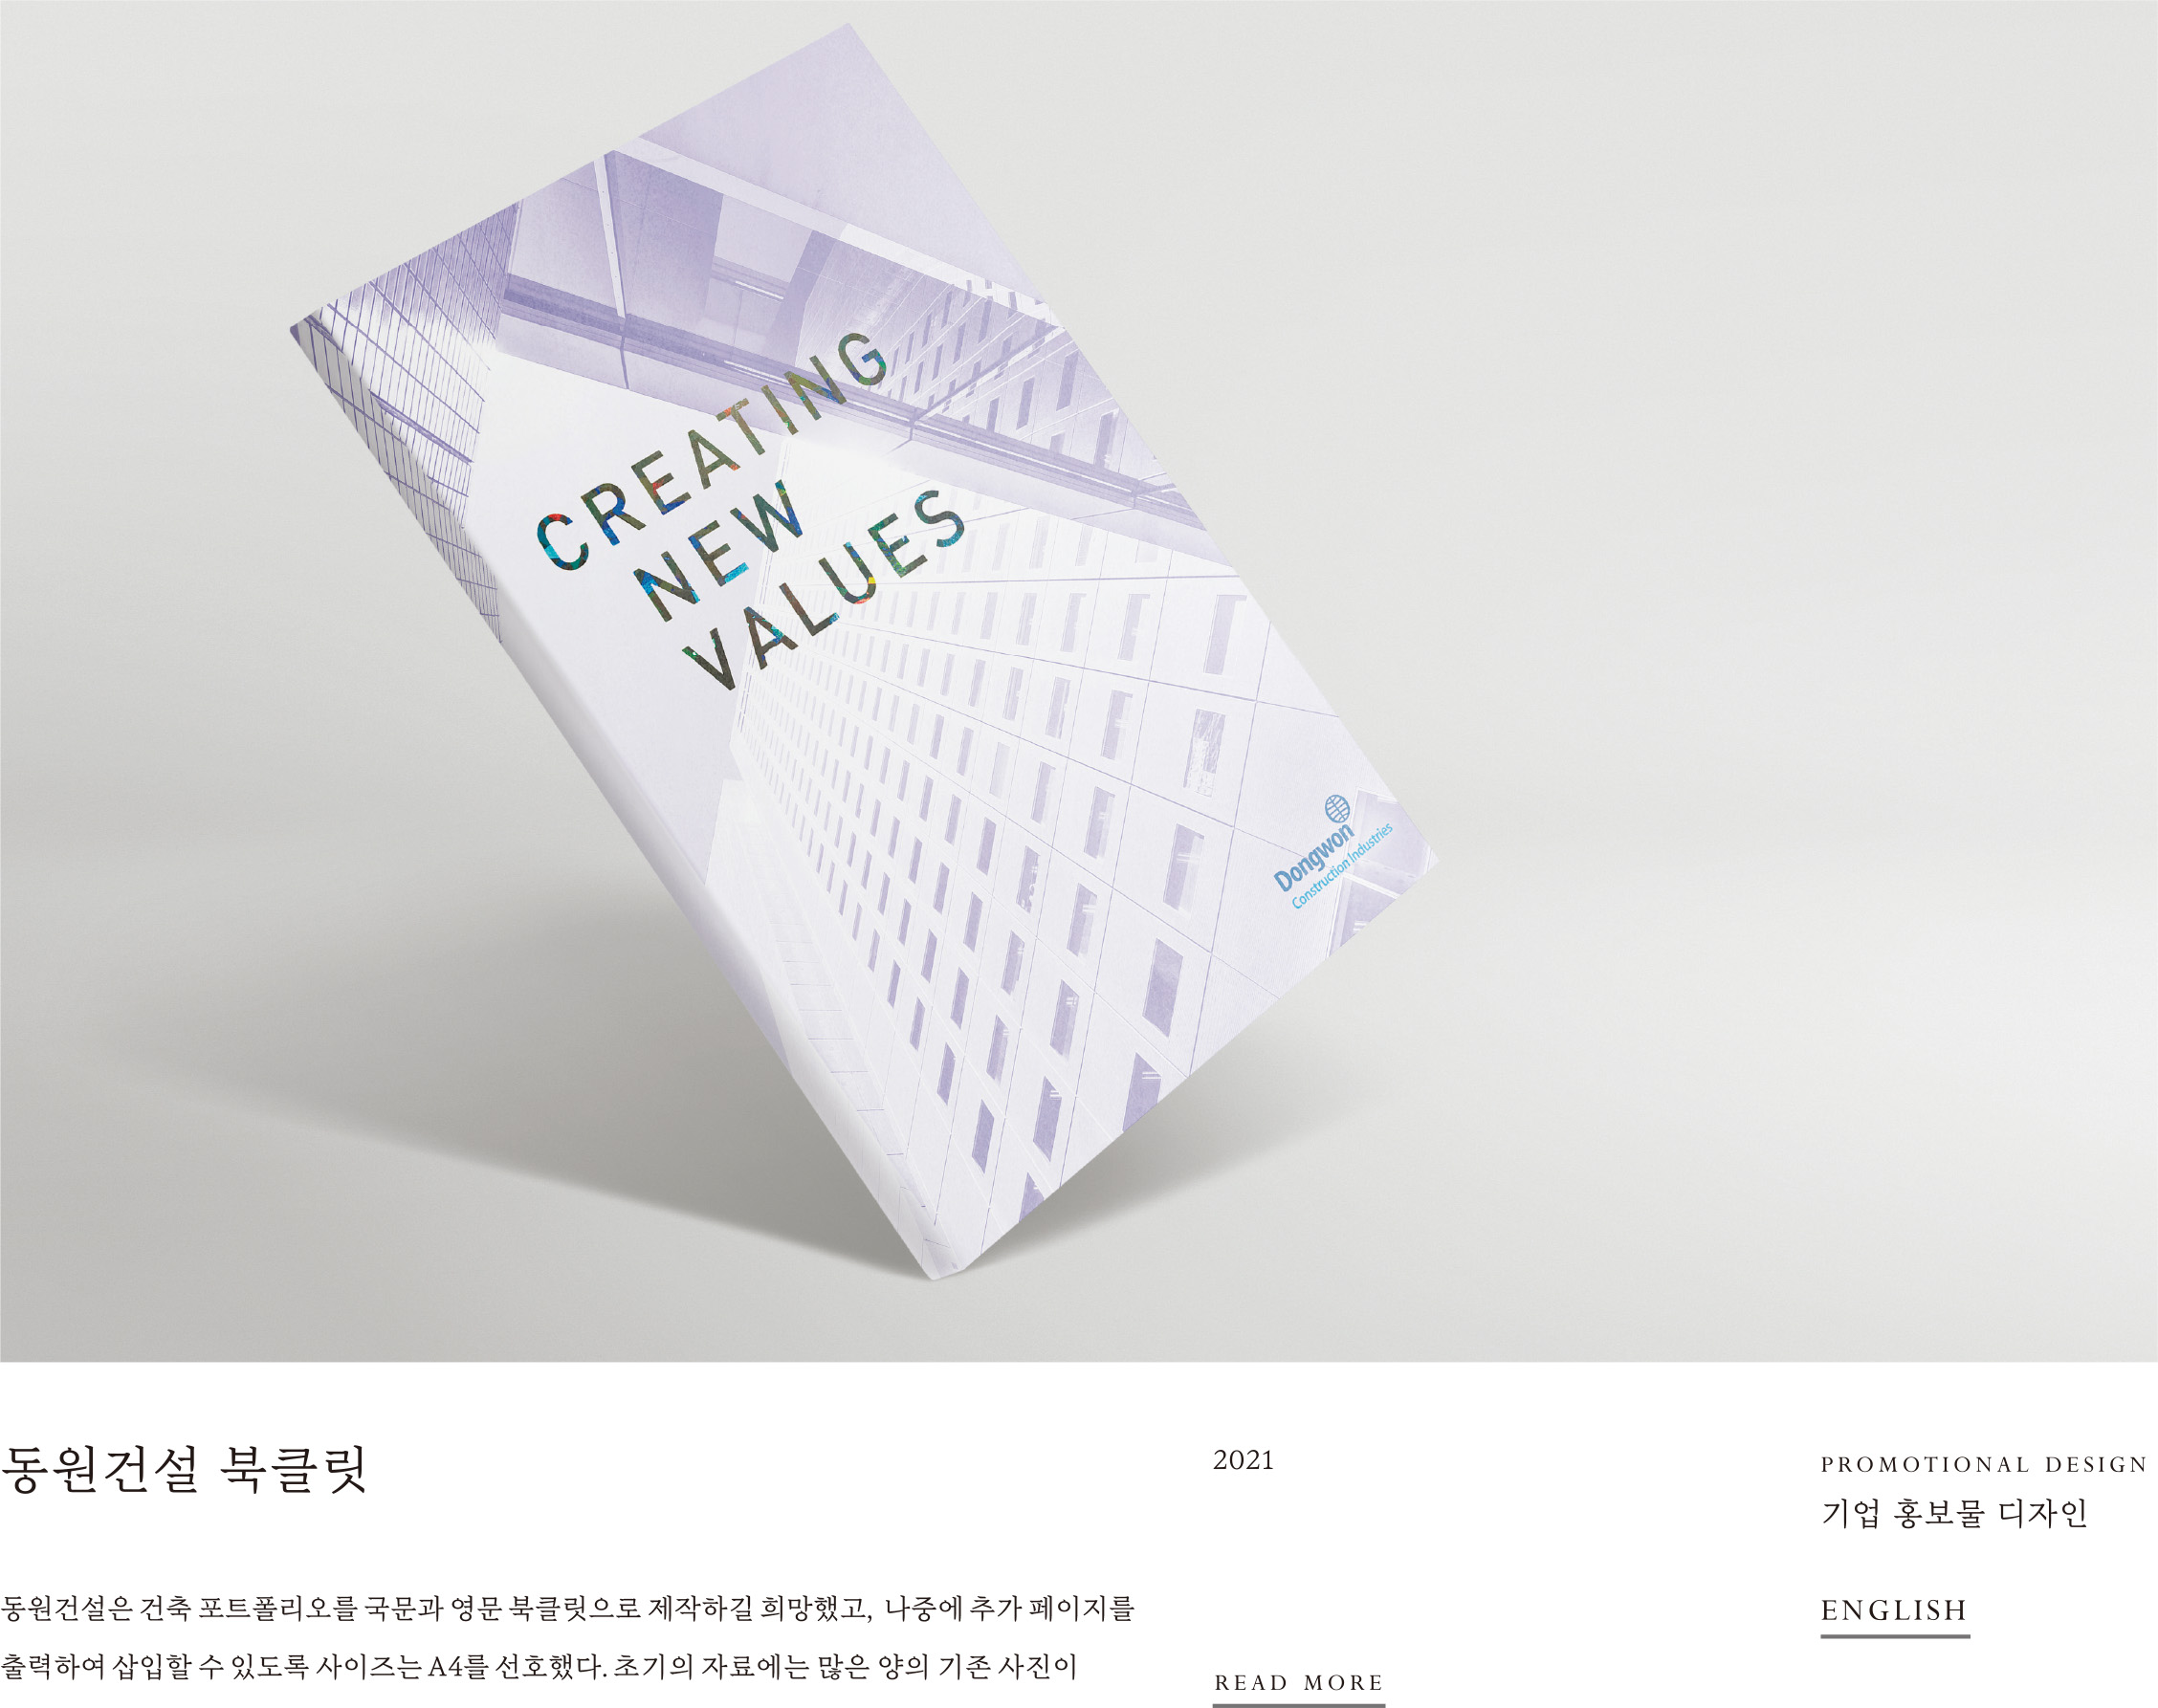 CREATING
NEW
VALUES
Dongwon
Construction Industries
동원건설 북클릿
2021
PROMOTIONAL DESIGN
기업 홍보물 디자인
동원건설은 건축 포트폴리오를 국문과 영문 북클릿으로 제작하길 희망했고, 나중에 추가 페이지를
출력하여 삽입할 수 있도록 사이즈는 A4를 선호했다. 초기의 자료에는 많은 양의 기존 사진이
READ MORE
ENGLISH